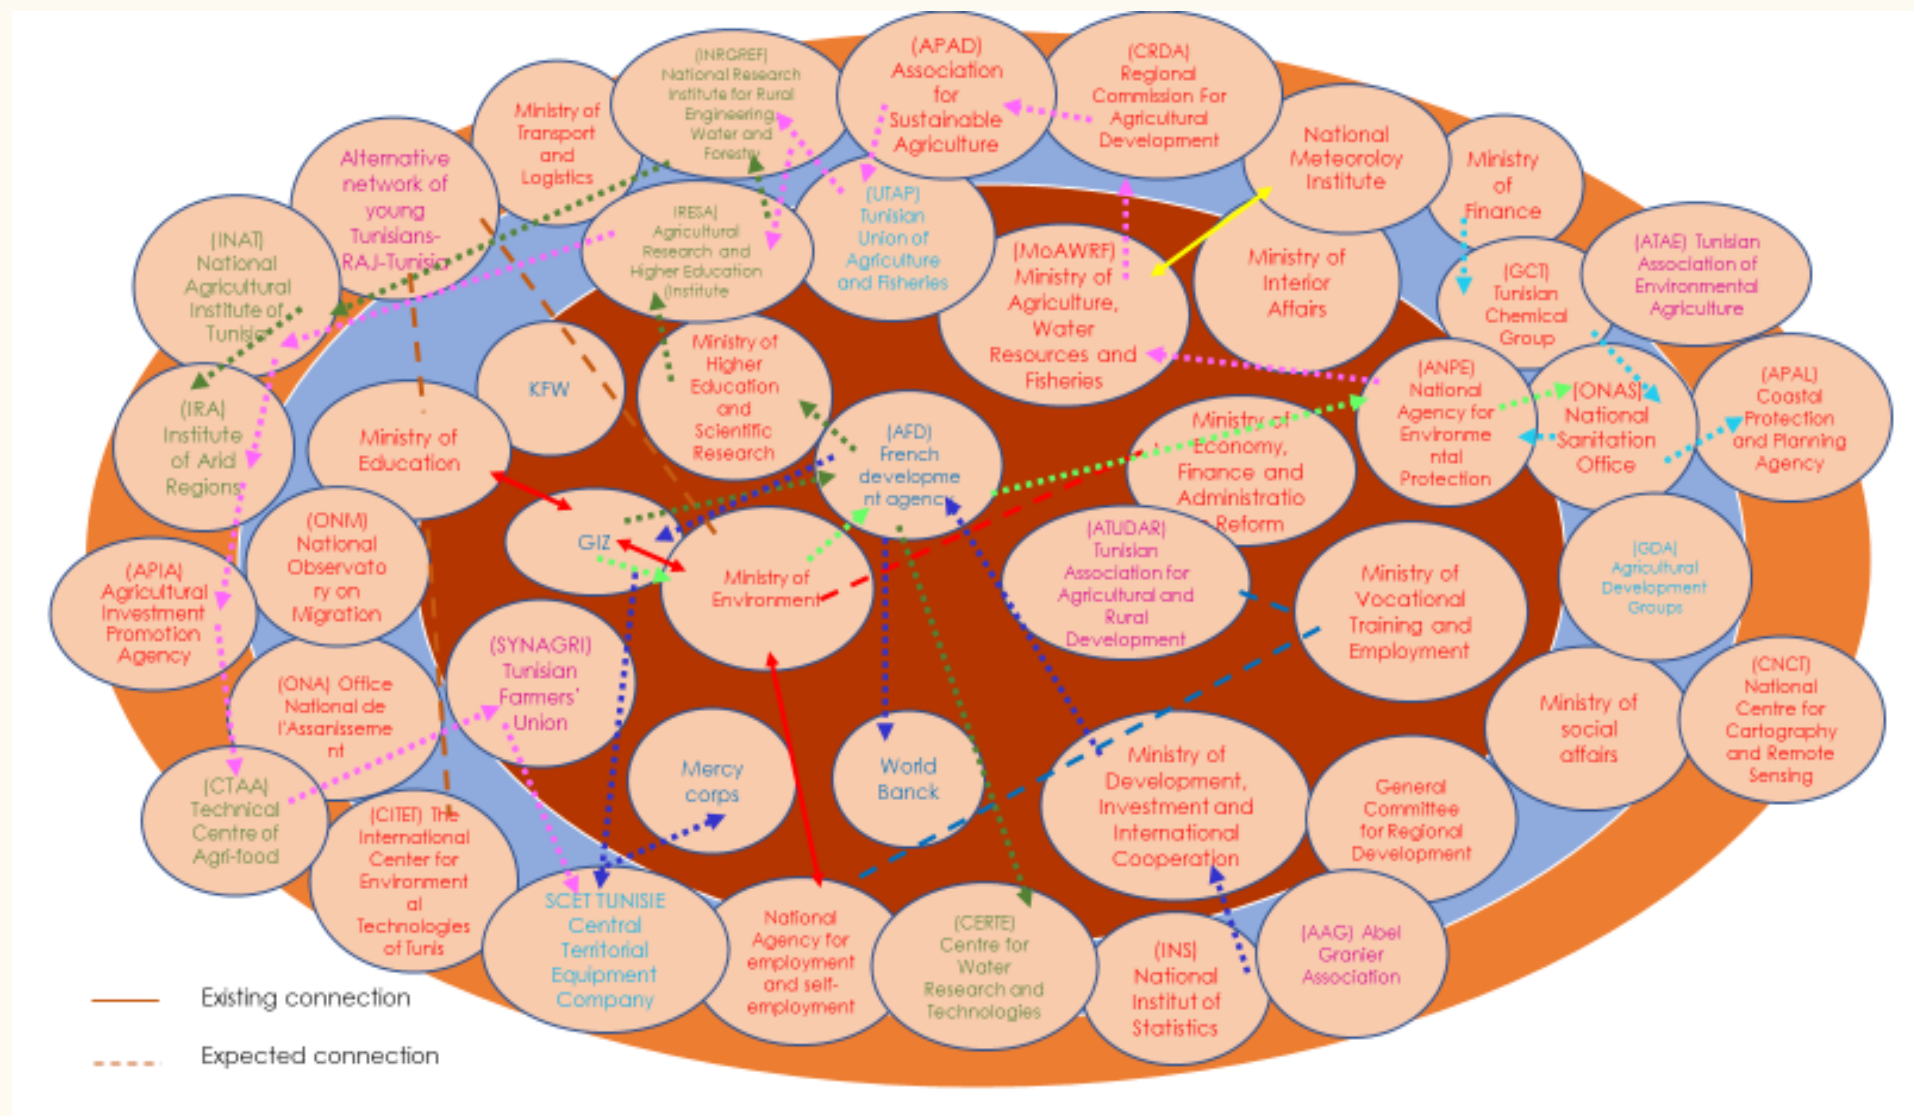 (INRGREF)
National Research
Institute for Rural
Engineering,
Water and
Forestry
(APAD)
Association
for
Sustainable
Agriculture
(CRDA)
Regional
Commission For
Agricultural
Development
Ministry of
Transport
and
Logistics
National
Meteoroloy
Institute
Ministry
of
Finance
Alternative
network of
young
Tunisians-
RAJ-Tunisia
IRESA)
Agricultural
Research and
Higher Education
(Institute
(UTAP)
Tunisian
Union of
Agriculture
and Fisheries
(MoAWRF)
Ministry of
Agriculture,
Water
Resources and
Fisheries
Ministry of
Interior
Affairs
(GCT)
Tunisian
Chemical
Group
(ATAE) Tunisian
Association of
Environmental
Agriculture
(INAT)
National
Agricultural
Institute of
Tunisia
KFW
Ministry of
Higher
Education
and
Scientific
Research
(ANPE)
National
Agency for
Environme
ntal
Protection
(ONAS)
National
Sanitation
Office
(APAL)
Coastal
Protection
and Planning
Agency
(IRA)
Institute
of Arid
Regions
Ministry of
Education
(AFD)
French
developme
nt agency
Ministry of
Economy,
Finance and
Administratio
Reform
(ONM)
National
Observato
ry on
Migration
GIZ
Ministry of
Environment
(ATUDAR)
Tunisian
Association for
Agricultural and
Rural
Development
Ministry of
Vocational
Training and
Employment
(GDA)
Agricultural
Development
Groups
(APIA)
Agricultural
Investment
Promotion
Agency
(SYNAGRI)
Tunisian
Farmers'
Union
(ONA) Office
National de
l'Assanisseme
nt
Mercy
corps
World
Banck
Ministry of
Development,
Investment and
International
Cooperation
General
Committee
for Regional
Development
Ministry of
social
affairs
(CNCT)
National
Centre for
Cartography
and Remote
Sensing
(CTAA)
Technical
Centre of
Agri-food
(CITET) The
International
Center for
Environment
al
Technologies
of Tunis
SCET TUNISIE
Central
Territorial
Equipment
Company
National
Agency for
employment
and self-
employment
(CERTE)
Centre for
Water
Research and
Technologies
(INS)
National
Institut of
Statistics
(AAG) Abel
Granier
Association
Existing connection
Expected connection